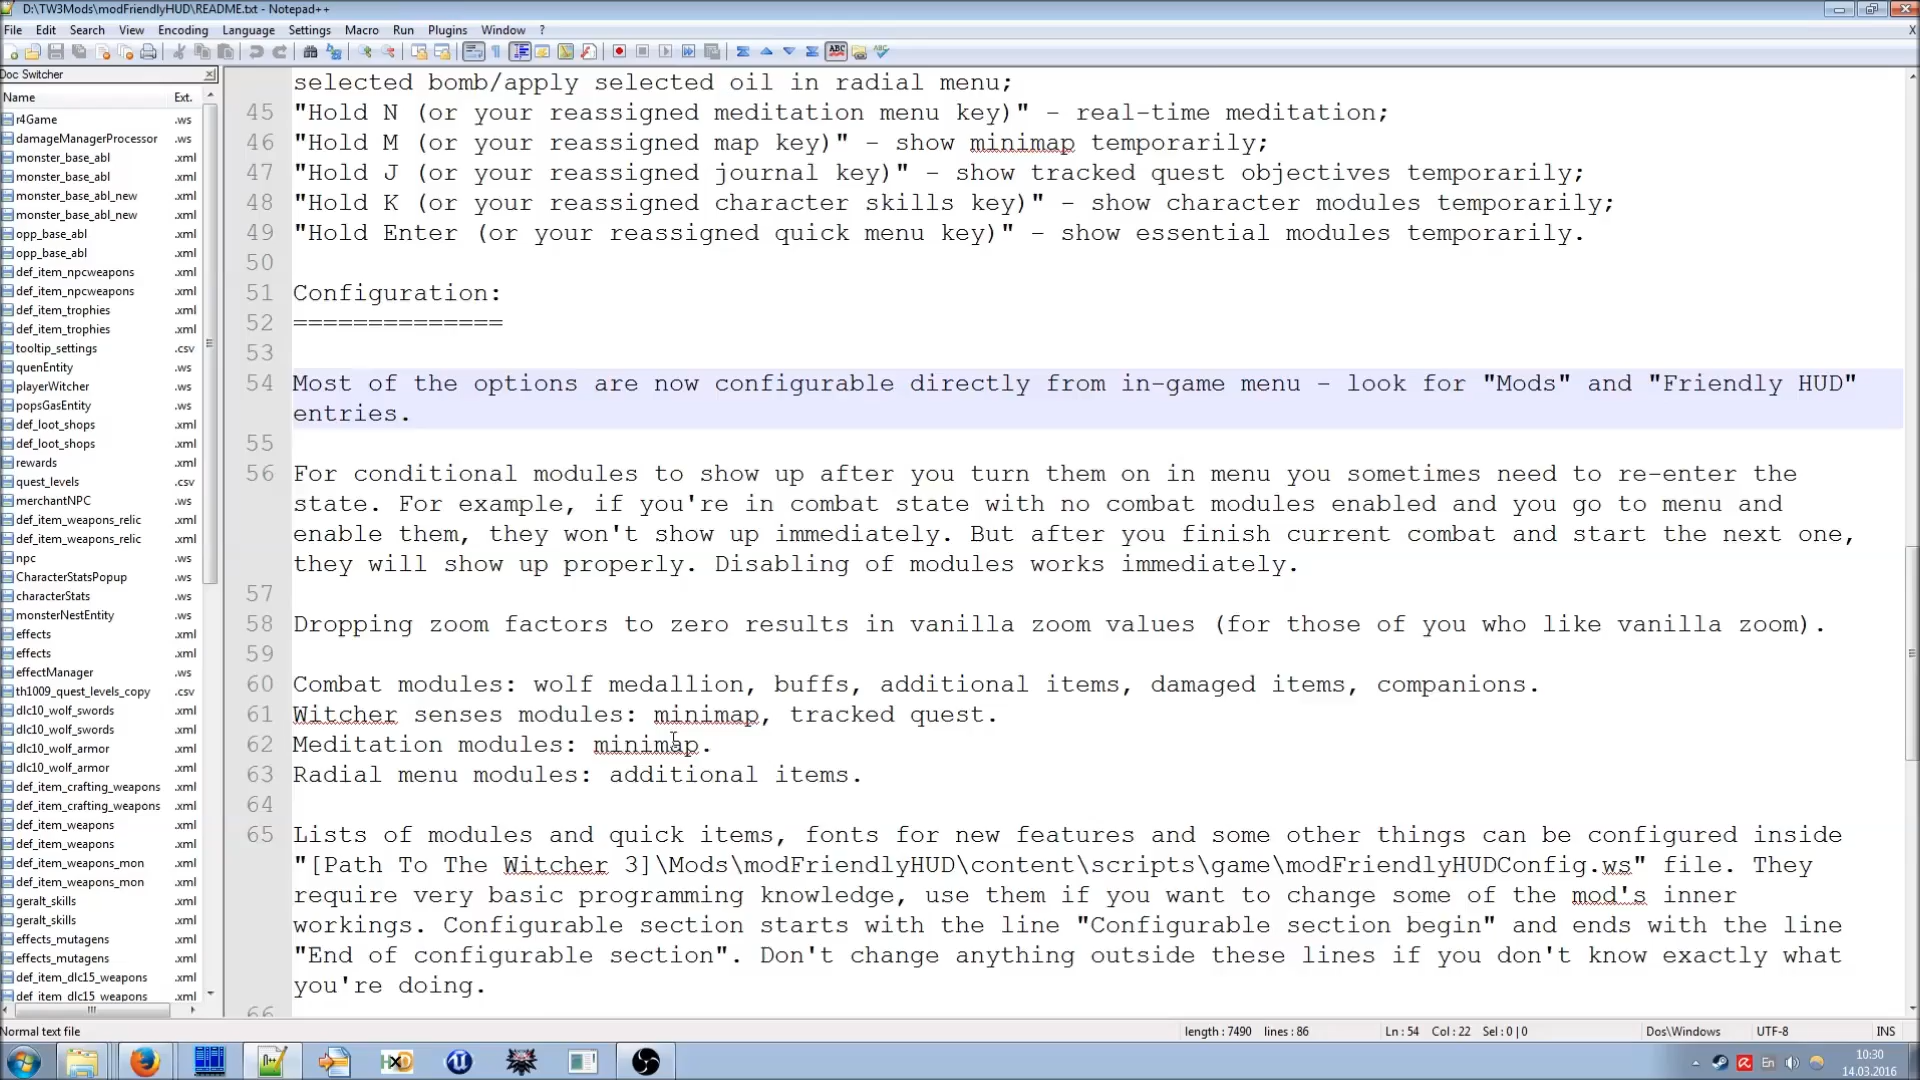 D:\TW3Mods\modFriendlyHUD\README.txt - Notepad++
File Edit Search View Encoding Language Settings Macro Run Plugins Window ? X
Doc Switcher
Name Ext.
r4Game .ws
damageManagerProcessor .ws
monster_base_abl .xml
monster_base_abl .xml
monster_base_abl_new .xml
monster_base_abl_new .xml
opp_base_abl .xml
opp_base_abl .xml
def_item_npcweapons .xml
def_item_npcweapons .xml
def_item_trophies .xml
def_item_trophies .xml
tooltip_settings .csv
quenEntity .ws
playerWitcher .ws
popsGasEntity .ws
def_loot_shops .xml
def_loot_shops .xml
rewards .xml
quest_levels .csv
merchantNPC .ws
def_item_weapons_relic .xml
def_item_weapons_relic .xml
npc .ws
CharacterStatsPopup .ws
characterStats .ws
monsterNestEntity .ws
effects .xml
effects .xml
effectManager .ws
th1009_quest_levels_copy .csv
dlc10_wolf_swords .xml
dlc10_wolf_swords .xml
dlc10_wolf_armor .xml
dlc10_wolf_armor .xml
def_item_crafting_weapons .xml
def_item_crafting_weapons .xml
def_item_weapons .xml
def_item_weapons .xml
def_item_weapons_mon .xml
def_item_weapons_mon .xml
geralt_skills .xml
geralt_skills .xml
effects_mutagens .xml
effects_mutagens .xml
def_item_dlc15_weapons .xml
def_item_dlc15_weapons .xml
selected bomb/apply selected oil in radial menu;
45 "Hold N (or your reassigned meditation menu key)" - real-time meditation;
46 "Hold M (or your reassigned map key)" - show minimap temporarily;
47 "Hold J (or your reassigned journal key)" - show tracked quest objectives temporarily;
48 "Hold K (or your reassigned character skills key)" - show character modules temporarily;
49 "Hold Enter (or your reassigned quick menu key)" - show essential modules temporarily.
50
51 Configuration:
52 ==============
53
54 Most of the options are now configurable directly from in-game menu - look for "Mods" and "Friendly HUD"
entries.
55
56 For conditional modules to show up after you turn them on in menu you sometimes need to re-enter the
state. For example, if you're in combat state with no combat modules enabled and you go to menu and
enable them, they won't show up immediately. But after you finish current combat and start the next one,
they will show up properly. Disabling of modules works immediately.
57
58 Dropping zoom factors to zero results in vanilla zoom values (for those of you who like vanilla zoom).
59
60 Combat modules: wolf medallion, buffs, additional items, damaged items, companions.
61 Witcher senses modules: minimap, tracked quest.
62 Meditation modules: minimap.
63 Radial menu modules: additional items.
64
65 Lists of modules and quick items, fonts for new features and some other things can be configured inside
"[Path To The Witcher 3]\Mods\modFriendlyHUD\content\scripts\game\modFriendlyHUDConfig.ws" file. They
require very basic programming knowledge, use them if you want to change some of the mod's inner
workings. Configurable section starts with the line "Configurable section begin" and ends with the line
"End of configurable section". Don't change anything outside these lines if you don't know exactly what
you're doing.
66
Normal text file length : 7490 lines : 86 Ln : 54 Col : 22 Sel : 0 | 0 Dos\Windows UTF-8 INS
En 10:30
14.03.2016